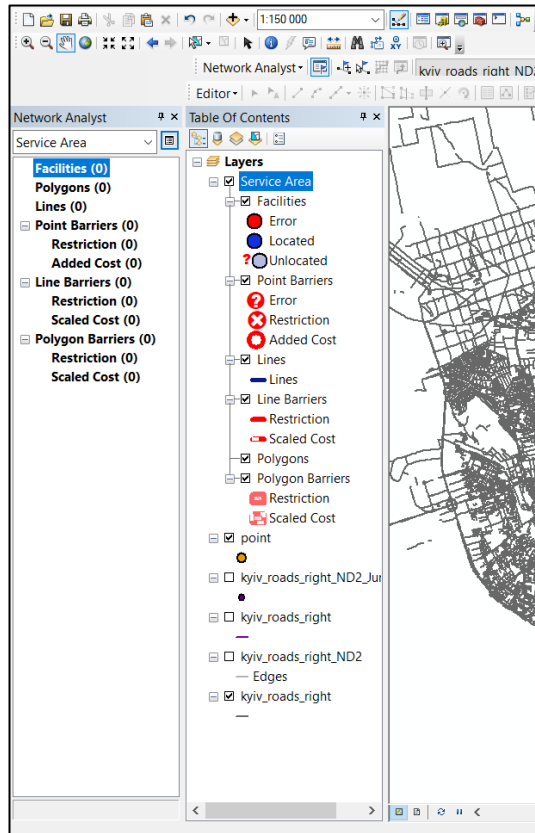 1:150 000
Network Analyst
kyiv_roads_right_ND2
Editor
Network Analyst
Service Area
Facilities (0)
Polygons (0)
Lines (0)
Point Barriers (0)
Restriction (0)
Added Cost (0)
Line Barriers (0)
Restriction (0)
Scaled Cost (0)
Polygon Barriers (0)
Restriction (0)
Scaled Cost (0)
Table Of Contents
Layers
Service Area
Facilities
Error
Located
Unlocated
Point Barriers
Error
Restriction
Added Cost
Lines
Lines
Line Barriers
Restriction
Scaled Cost
Polygons
Polygon Barriers
Restriction
Scaled Cost
point
kyiv_roads_right_ND2_Jun
kyiv_roads_right
kyiv_roads_right_ND2
Edges
kyiv_roads_right